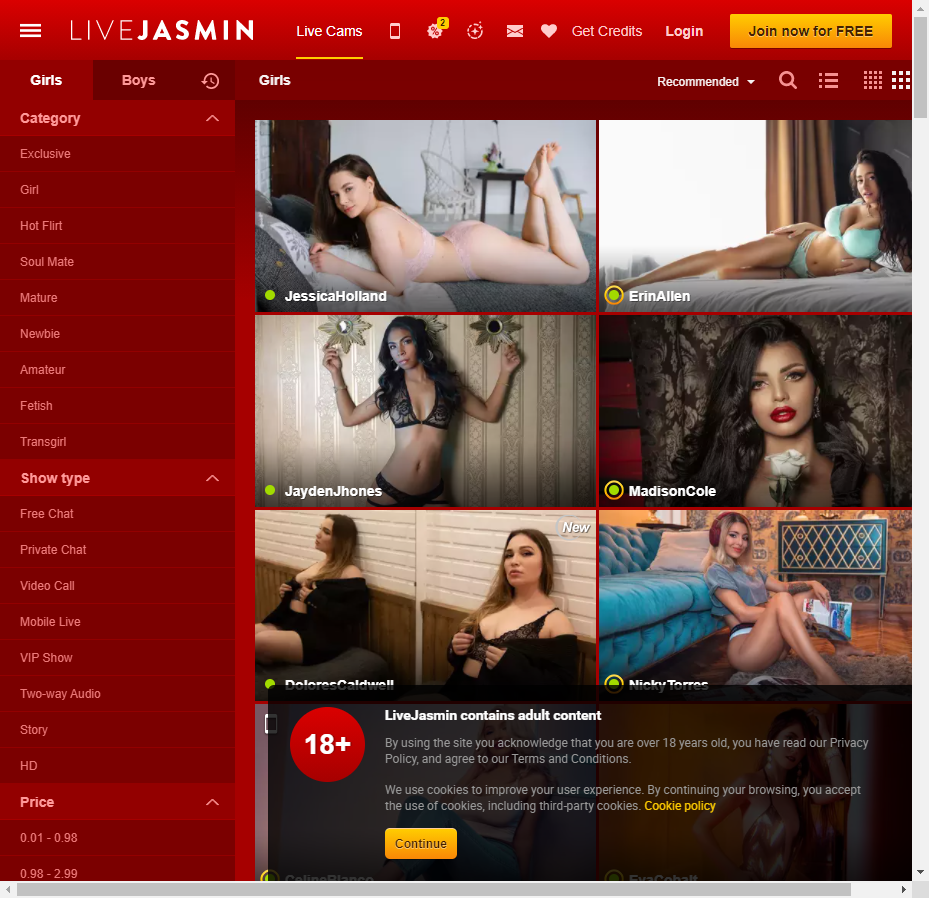 LIVEJASMIN
Live Cams
2
Get Credits
Login
Join now for FREE
Girls
Boys
Girls
Recommended
Category
Exclusive
Girl
Hot Flirt
Soul Mate
Mature
Newbie
Amateur
Fetish
Transgirl
Show type
Free Chat
Private Chat
Video Call
Mobile Live
VIP Show
Two-way Audio
Story
HD
Price
0.01 - 0.98
0.98 - 2.99
JessicaHolland
ErinAllen
JaydenJhones
MadisonCole
New
DoloresCaldwell
NickyTorres
18+
LiveJasmin contains adult content
By using the site you acknowledge that you are over 18 years old, you have read our Privacy
Policy, and agree to our Terms and Conditions.
We use cookies to improve your user experience. By continuing your browsing, you accept
the use of cookies, including third-party cookies. Cookie policy
Continue
CelineBlanco
EvaCobalt